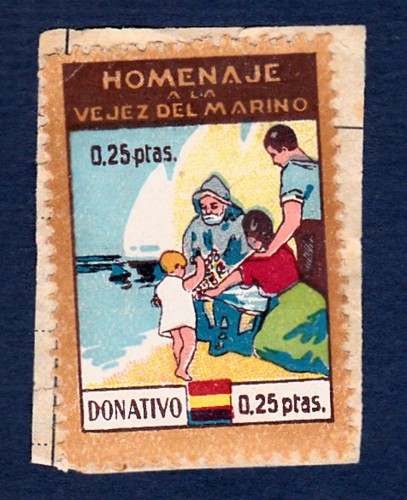 HOMENAJE
A LA
VEJEZ DEL MARINO
0,25 ptas.
DONATIVO 0,25 ptas.